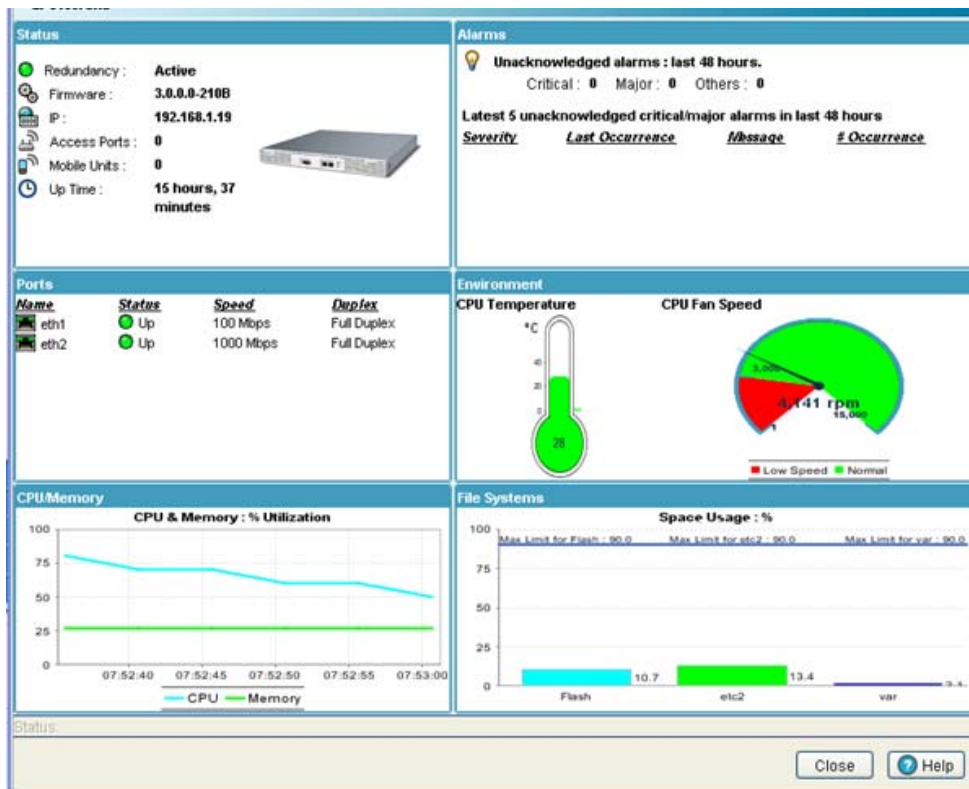 Status
Redundancy : Active
Firmware : 3.0.0.0-210B
IP : 192.168.1.19
Access Ports : 0
Mobile Units : 0
Up Time : 15 hours, 37
minutes
Alarms
Unacknowledged alarms : last 48 hours.
Critical : 0 Major : 0 Others : 0
Latest 5 unacknowledged critical/major alarms in last 48 hours
Severity Last Occurrence Message # Occurrence
Ports
Name Status Speed Duplex
eth1 Up 100 Mbps Full Duplex
eth2 Up 1000 Mbps Full Duplex
Environment
CPU Temperature CPU Fan Speed
°C
40
20
0
28
3,000
4,141 rpm
15,000
1
Low Speed Normal
CPU/Memory
CPU & Memory : % Utilization
100
75
50
25
0
07:52:40 07:52:45 07:52:50 07:52:55 07:53:00
CPU Memory
File Systems
Space Usage : %
100
Max Limit for Flash : 90.0 Max Limit for etc2 : 90.0 Max Limit for var : 90.0
75
50
25
0
10.7 13.4
Flash etc2 var
Status:
Close Help